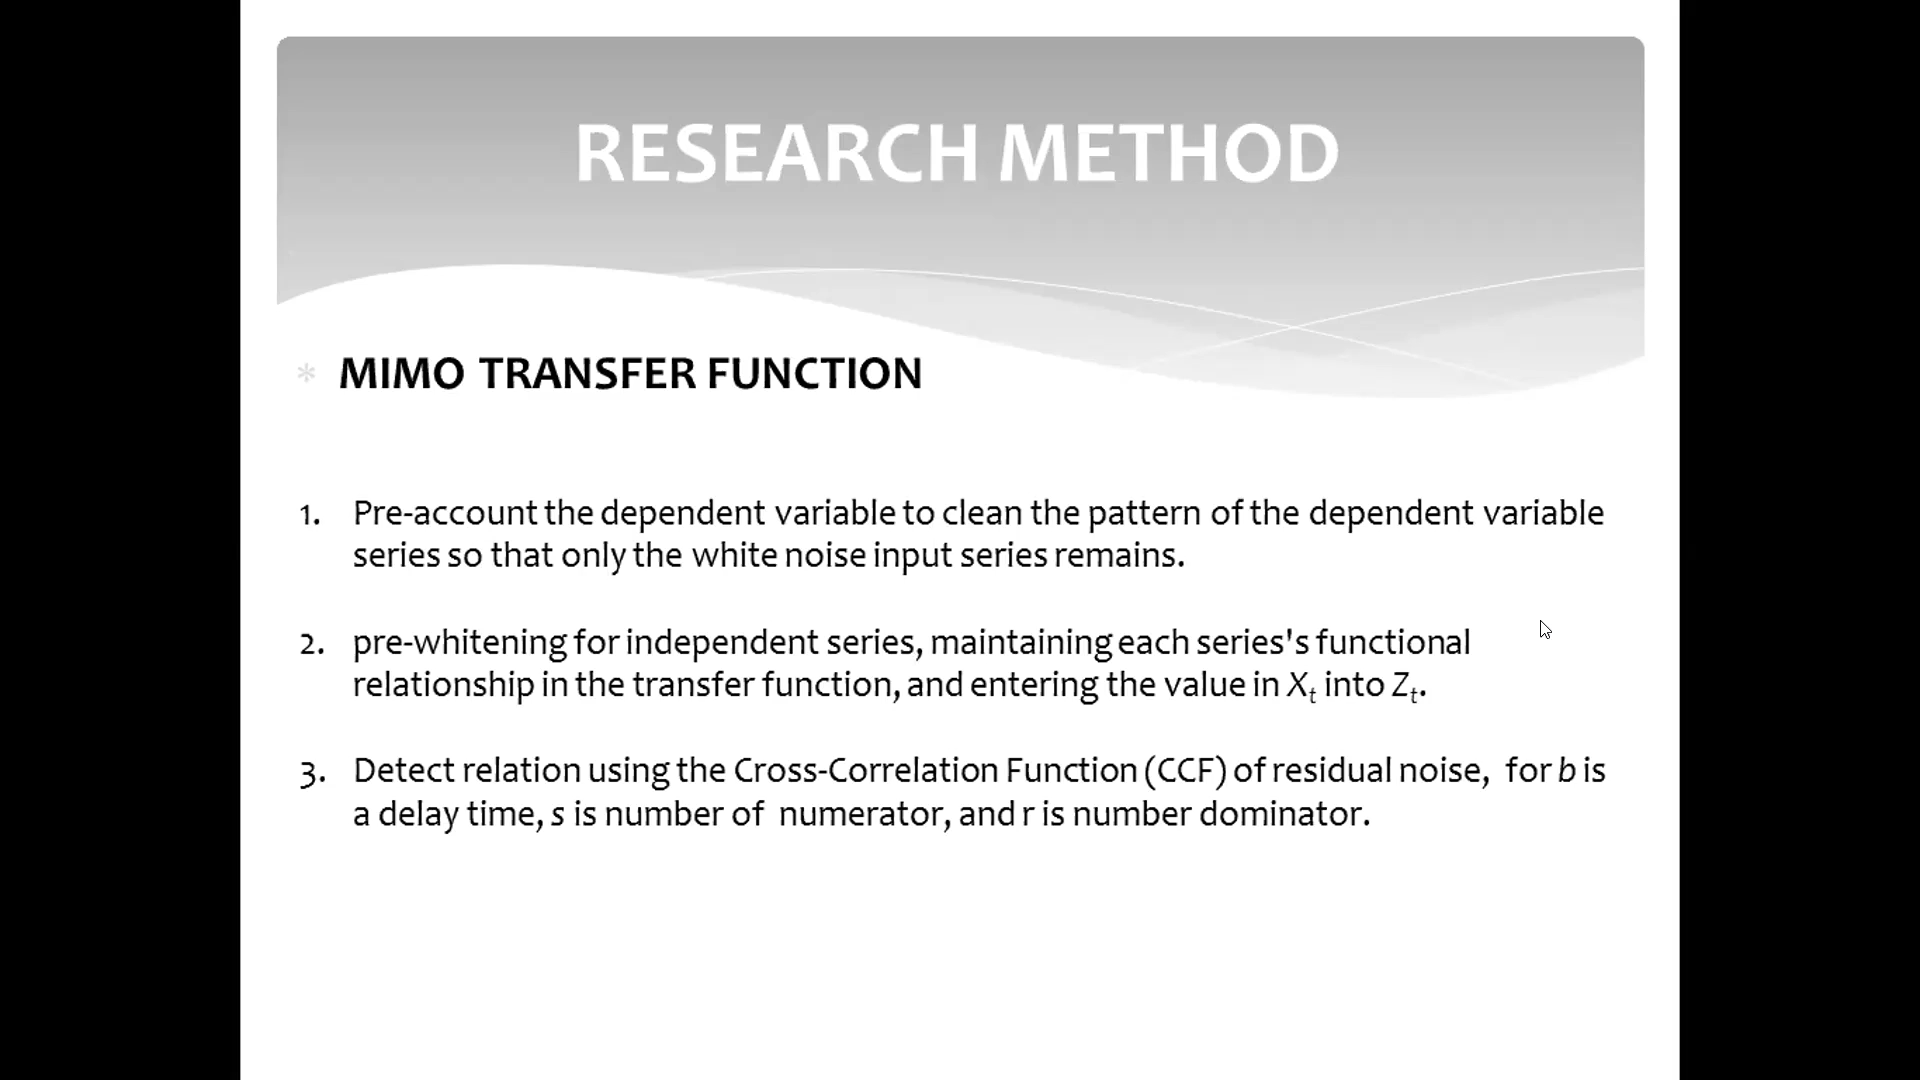 RESEARCH METHOD
* MIMO TRANSFER FUNCTION
1. Pre-account the dependent variable to clean the pattern of the dependent variable
series so that only the white noise input series remains.
2. pre-whitening for independent series, maintaining each series's functional
relationship in the transfer function, and entering the value in Xₜ into Zₜ.
3. Detect relation using the Cross-Correlation Function (CCF) of residual noise, for b is
a delay time, s is number of numerator, and r is number dominator.